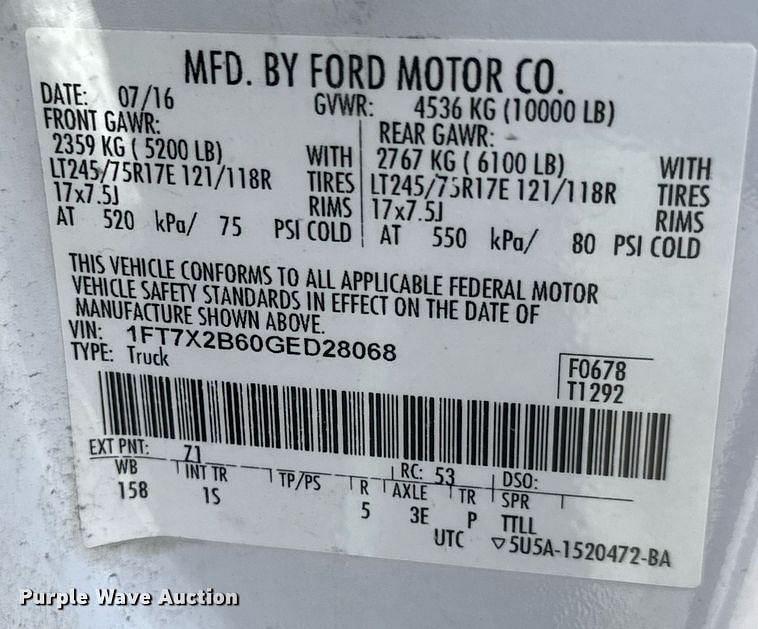 MFD. BY FORD MOTOR CO.
DATE: 07/16 GVWR: 4536 KG (10000 LB)
FRONT GAWR: REAR GAWR:
2359 KG ( 5200 LB) WITH 2767 KG ( 6100 LB) WITH
LT245/75R17E 121/118R TIRES LT245/75R17E 121/118R TIRES
17x7.5J RIMS 17x7.5J RIMS
AT 520 kPa/ 75 PSI COLD AT 550 kPa/ 80 PSI COLD
THIS VEHICLE CONFORMS TO ALL APPLICABLE FEDERAL MOTOR
VEHICLE SAFETY STANDARDS IN EFFECT ON THE DATE OF
MANUFACTURE SHOWN ABOVE.
VIN: 1FT7X2B60GED28068
TYPE: Truck
F0678
T1292
EXT PNT: Z1 RC: 53 DSO:
WB INT TR TP/PS R AXLE TR SPR
158 1S 5 3E P TTLL
UTC ▽5U5A-1520472-BA
Purple Wave Auction